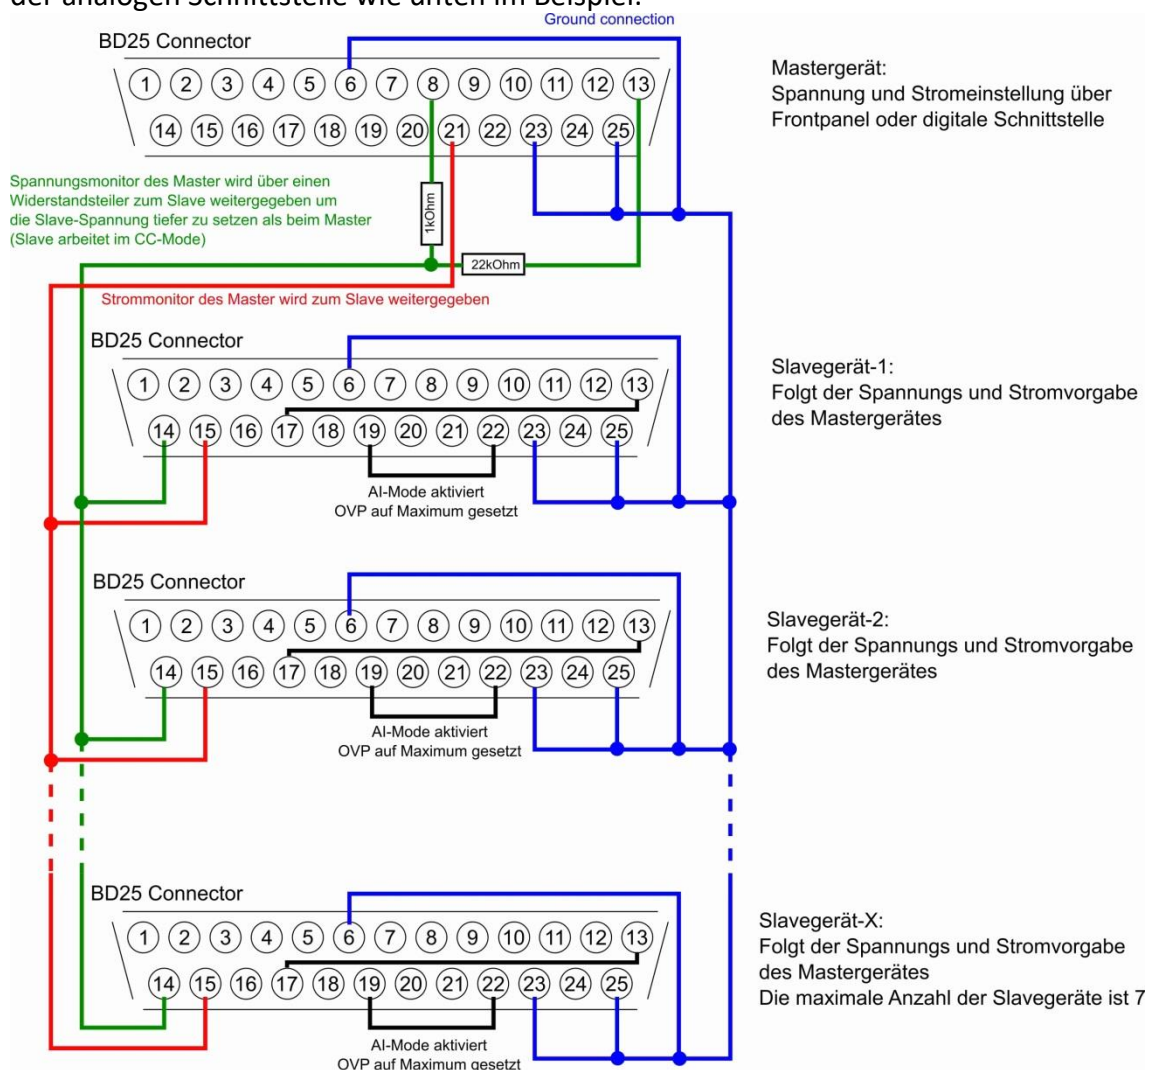 der analogen Schnittstelle wie unten im Beispiel.
Ground connection
BD25 Connector
1 2 3 4 5 6 7 8 9 10 11 12 13
14 15 16 17 18 19 20 21 22 23 24 25
Mastergerät:
Spannung und Stromeinstellung über
Frontpanel oder digitale Schnittstelle
Spannungsmonitor des Master wird über einen
Widerstandsteiler zum Slave weitergegeben um
die Slave-Spannung tiefer zu setzen als beim Master
(Slave arbeitet im CC-Mode)
1kOhm
22kOhm
Strommonitor des Master wird zum Slave weitergegeben
BD25 Connector
1 2 3 4 5 6 7 8 9 10 11 12 13
14 15 16 17 18 19 20 21 22 23 24 25
AI-Mode aktiviert
OVP auf Maximum gesetzt
Slavegerät-1:
Folgt der Spannungs und Stromvorgabe
des Mastergerätes
BD25 Connector
1 2 3 4 5 6 7 8 9 10 11 12 13
14 15 16 17 18 19 20 21 22 23 24 25
AI-Mode aktiviert
OVP auf Maximum gesetzt
Slavegerät-2:
Folgt der Spannungs und Stromvorgabe
des Mastergerätes
BD25 Connector
1 2 3 4 5 6 7 8 9 10 11 12 13
14 15 16 17 18 19 20 21 22 23 24 25
AI-Mode aktiviert
OVP auf Maximum gesetzt
Slavegerät-X:
Folgt der Spannungs und Stromvorgabe
des Mastergerätes
Die maximale Anzahl der Slavegeräte ist 7